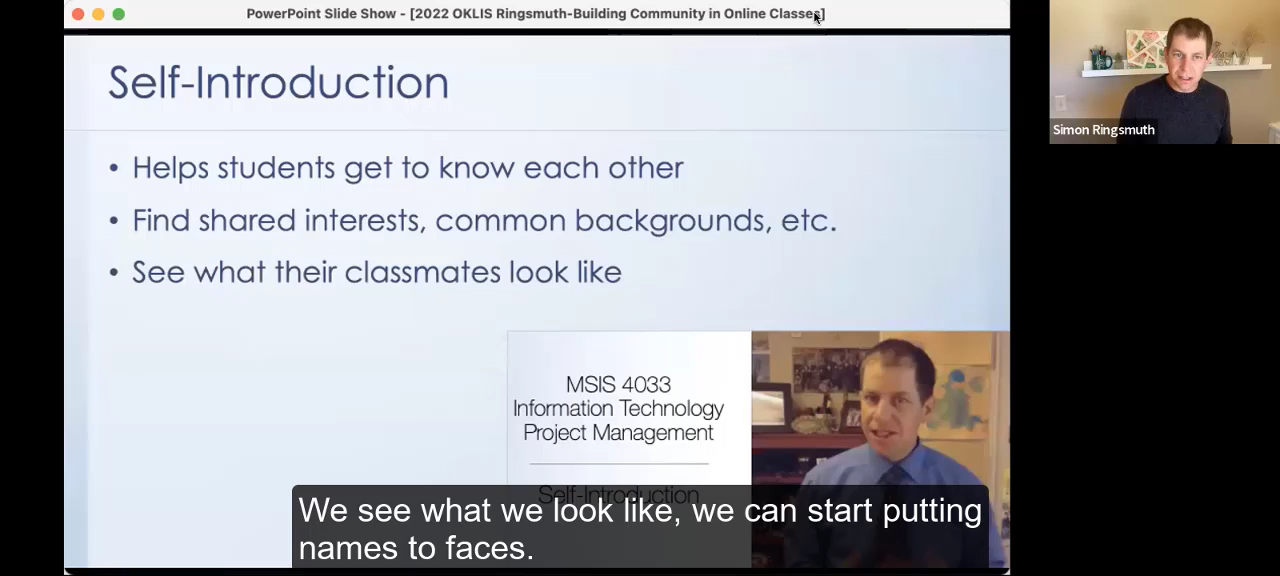 PowerPoint Slide Show - [2022 OKLIS Ringsmuth-Building Community in Online Classes]
Self-Introduction
• Helps students get to know each other
• Find shared interests, common backgrounds, etc.
• See what their classmates look like
MSIS 4033
Information Technology
Project Management
Self-Introduction
We see what we look like, we can start putting
names to faces.
Simon Ringsmuth